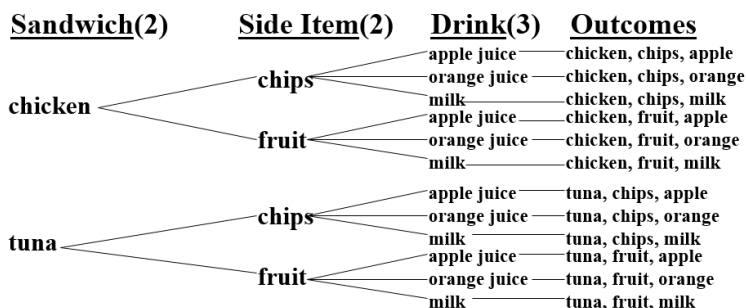 Sandwich(2) Side Item(2) Drink(3) Outcomes
apple juice chicken, chips, apple
chips orange juice chicken, chips, orange
milk chicken, chips, milk
chicken
apple juice chicken, fruit, apple
fruit orange juice chicken, fruit, orange
milk chicken, fruit, milk
apple juice tuna, chips, apple
chips orange juice tuna, chips, orange
milk tuna, chips, milk
tuna
apple juice tuna, fruit, apple
fruit orange juice tuna, fruit, orange
milk tuna, fruit, milk